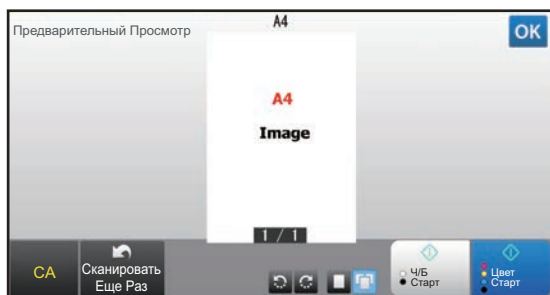 Предварительный Просмотр
A4
OK
A4
Image
1 / 1
CA
Сканировать
Еще Раз
Ч/Б
Старт
Цвет
Старт